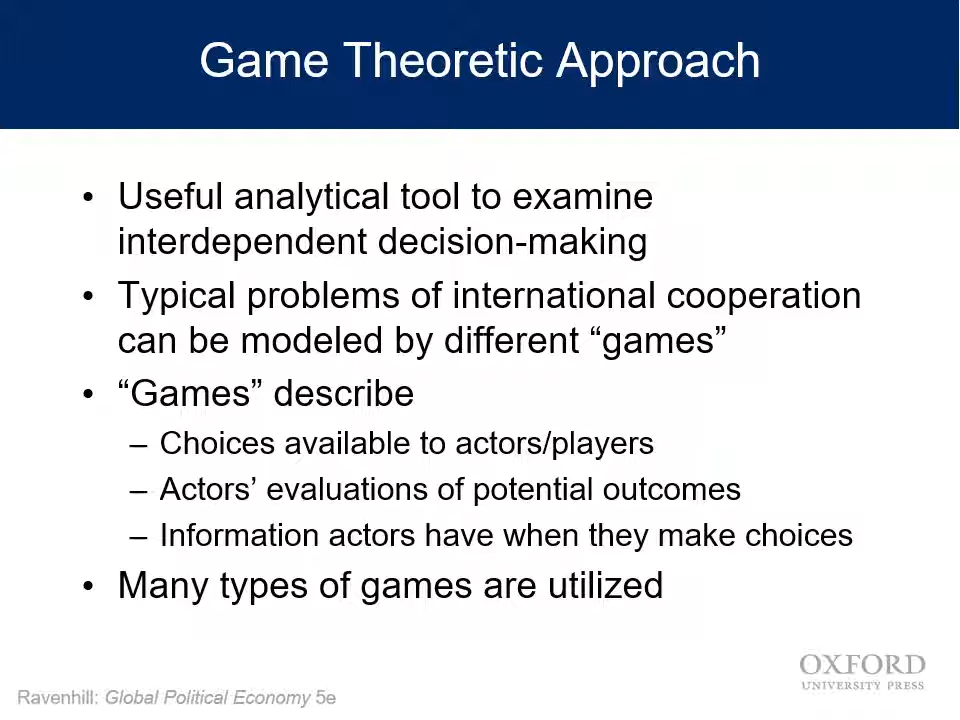 Game Theoretic Approach
• Useful analytical tool to examine
interdependent decision-making
• Typical problems of international cooperation
can be modeled by different “games”
• “Games” describe
– Choices available to actors/players
– Actors’ evaluations of potential outcomes
– Information actors have when they make choices
• Many types of games are utilized
OXFORD
UNIVERSITY PRESS
Ravenhill: Global Political Economy 5e